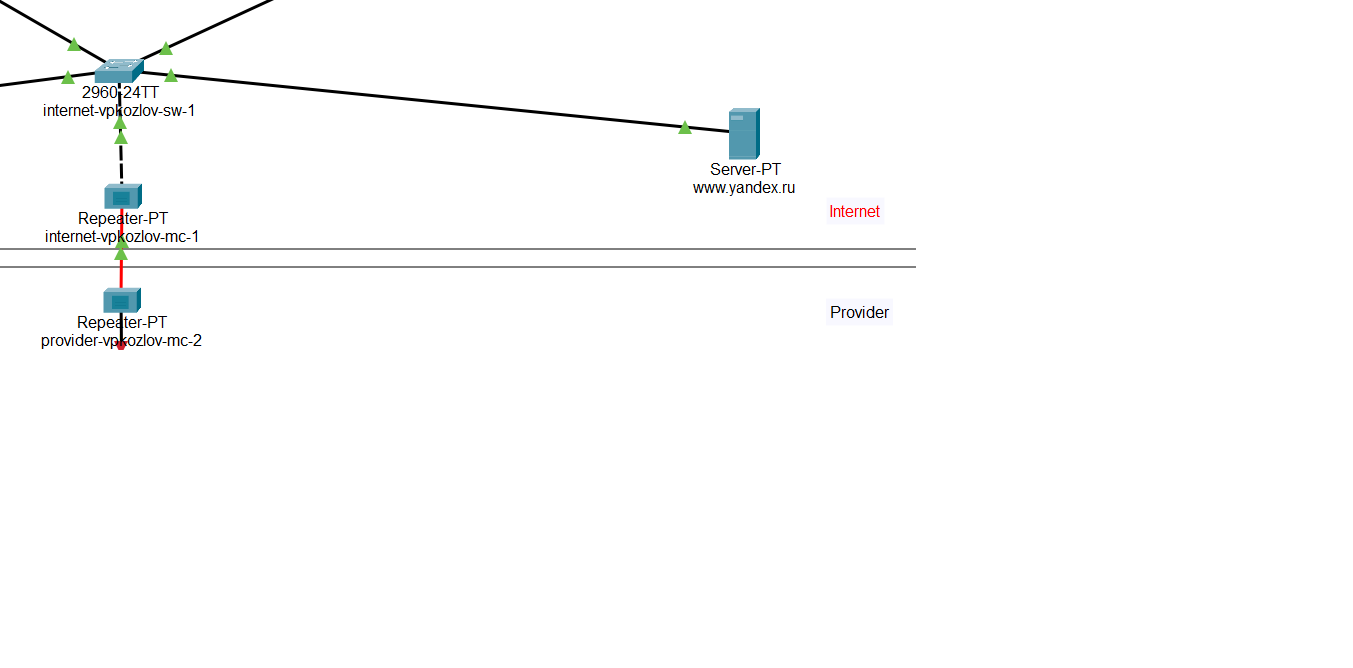 2960-24TT
internet-vpkozlov-sw-1
Server-PT
www.yandex.ru
Repeater-PT
internet-vpkozlov-mc-1
Internet
Repeater-PT
provider-vpkozlov-mc-2
Provider